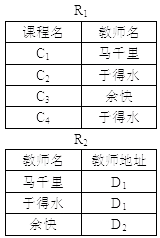 R1
课程名 教师名
C1 马千里
C2 于得水
C3 余快
C4 于得水
R2
教师名 教师地址
马千里 D1
于得水 D1
余快 D2